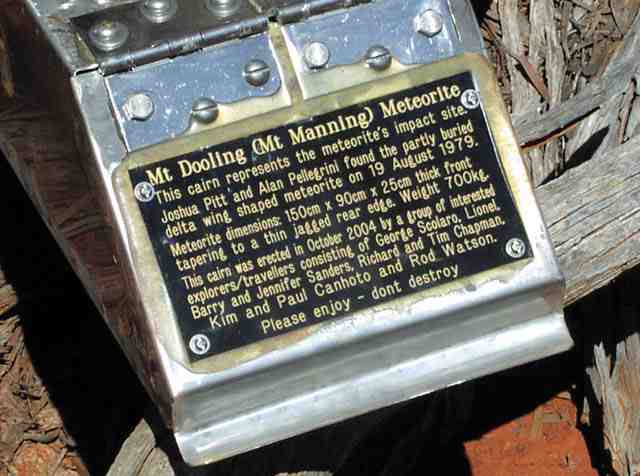 Mt Dooling (Mt Manning) Meteorite
This cairn represents the meteorite's impact site.
Joshua Pitt and Alan Pellegrini found the partly buried
delta wing shaped meteorite on 19 August 1979.
Meteorite dimensions: 150cm x 90cm x 25cm thick front
tapering to a thin jagged rear edge. Weight 700kg.
This cairn was erected in October 2004 by a group of interested
explorers/travellers consisting of George Scolaro, Lionel
Barry and Jennifer Sanders, Richard and Tim Chapman,
Kim and Paul Canhoto and Rod Watson.
Please enjoy - dont destroy